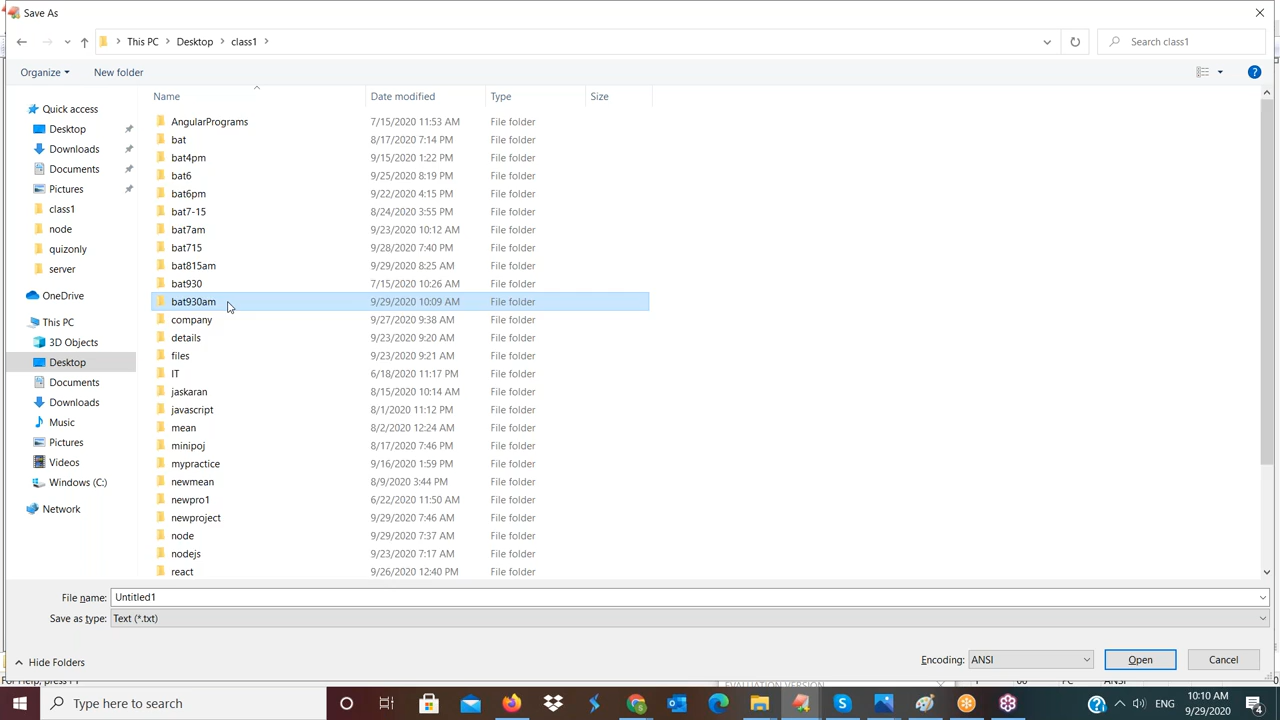 Save As
This PC Desktop class1
Search class1
Organize New folder
Name Date modified Type Size
Quick access
Desktop
Downloads
Documents
Pictures
class1
node
quizonly
server
OneDrive
This PC
3D Objects
Desktop
Documents
Downloads
Music
Pictures
Videos
Windows (C:)
Network
AngularPrograms 7/15/2020 11:53 AM File folder
bat 8/17/2020 7:14 PM File folder
bat4pm 9/15/2020 1:22 PM File folder
bat6 9/25/2020 8:19 PM File folder
bat6pm 9/22/2020 4:15 PM File folder
bat7-15 8/24/2020 3:55 PM File folder
bat7am 9/23/2020 10:12 AM File folder
bat715 9/28/2020 7:40 PM File folder
bat815am 9/29/2020 8:25 AM File folder
bat930 7/15/2020 10:26 AM File folder
bat930am 9/29/2020 10:09 AM File folder
company 9/27/2020 9:38 AM File folder
details 9/23/2020 9:20 AM File folder
files 9/23/2020 9:21 AM File folder
IT 6/18/2020 11:17 PM File folder
jaskaran 8/15/2020 10:14 AM File folder
javascript 8/1/2020 11:12 PM File folder
mean 8/2/2020 12:24 AM File folder
minipoj 8/17/2020 7:46 PM File folder
mypractice 9/16/2020 1:59 PM File folder
newmean 8/9/2020 3:44 PM File folder
newpro1 6/22/2020 11:50 AM File folder
newproject 9/29/2020 7:46 AM File folder
node 9/29/2020 7:37 AM File folder
nodejs 9/23/2020 7:17 AM File folder
react 9/26/2020 12:40 PM File folder
File name: Untitled1
Save as type: Text (*.txt)
Hide Folders Encoding: ANSI Open Cancel
Type here to search
ENG
10:10 AM
9/29/2020
4